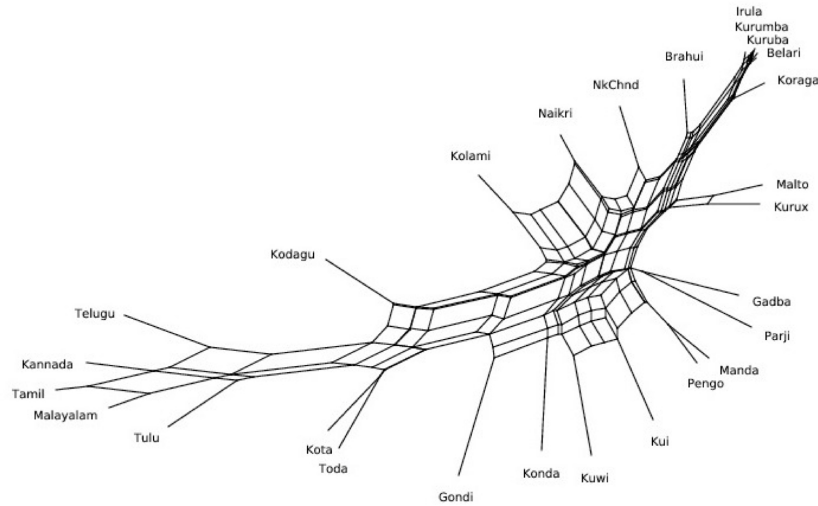 Irula
Kurumba
Kuruba
Belari
Brahui
Koraga
NkChnd
Naikri
Kolami
Malto
Kurux
Kodagu
Gadba
Telugu
Parji
Kannada
Manda
Pengo
Tamil
Malayalam
Tulu
Kui
Kota
Toda
Konda
Kuwi
Gondi